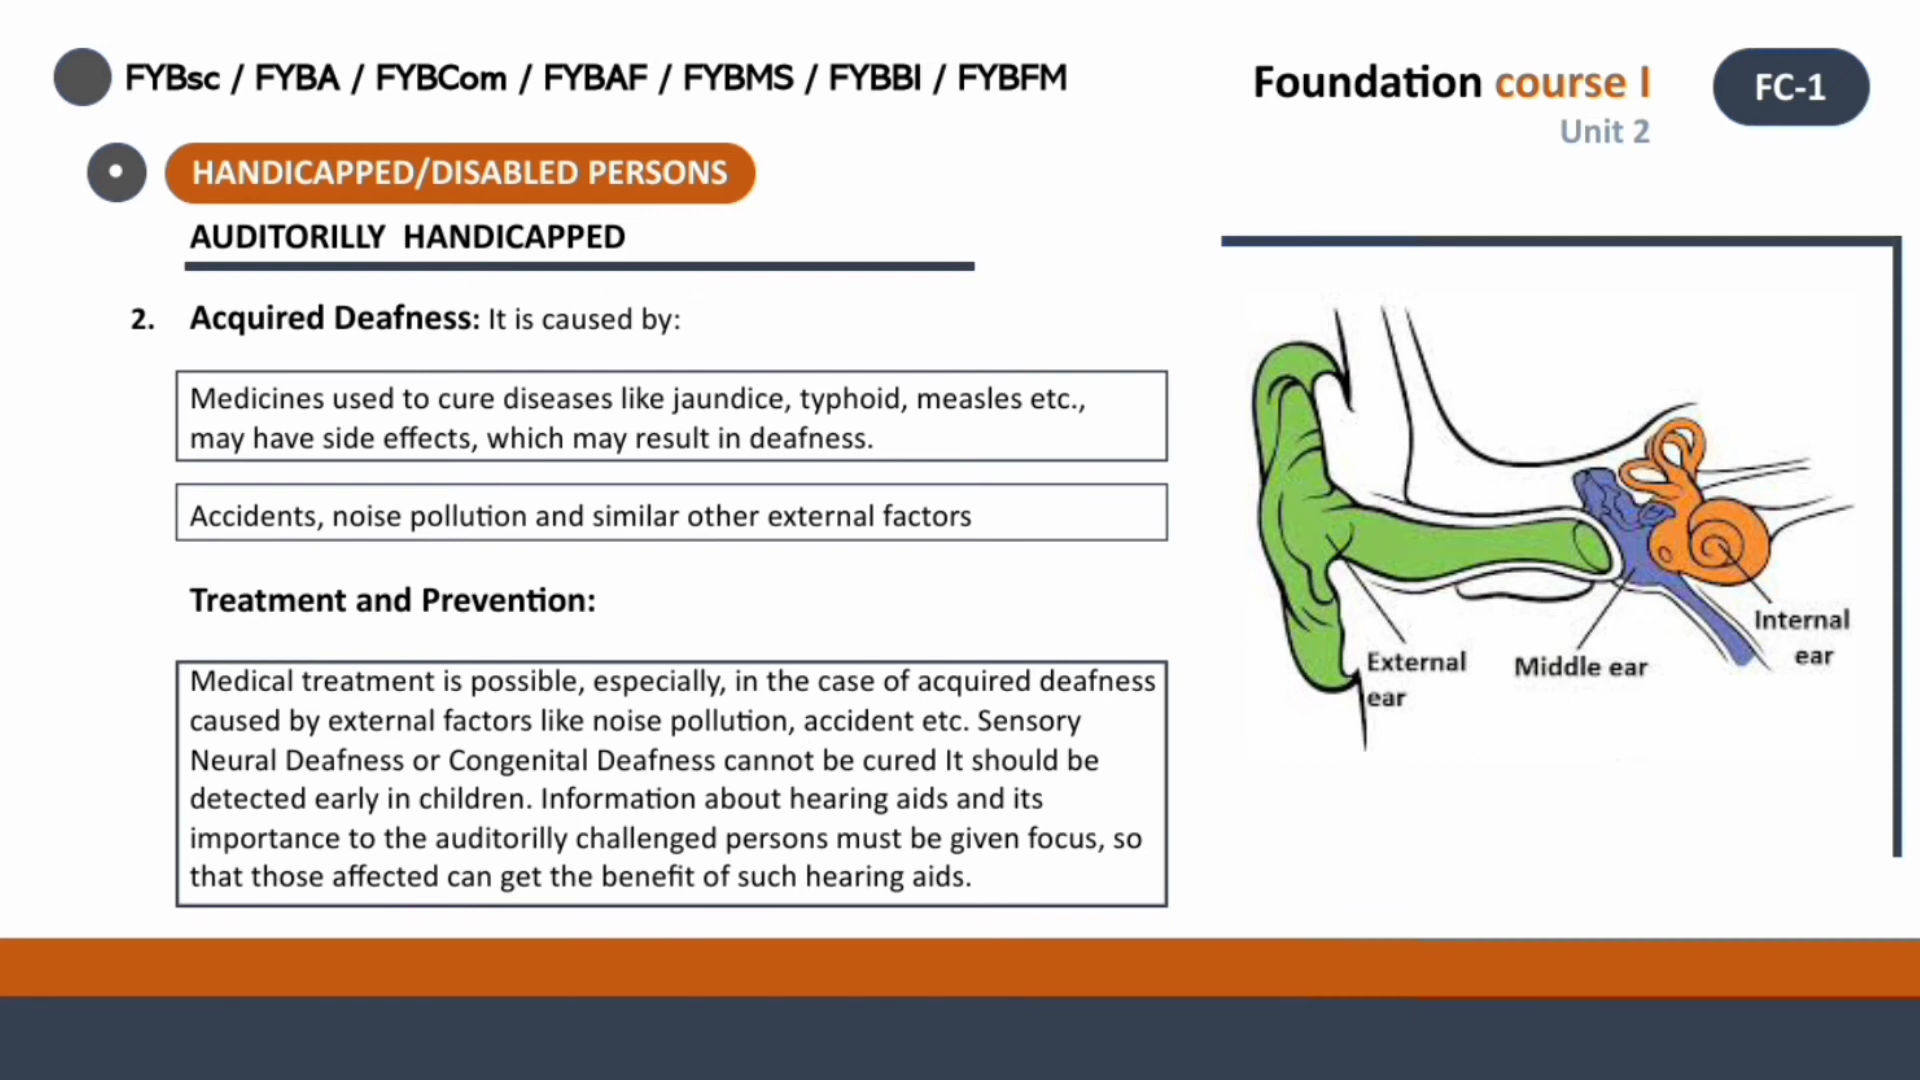 FYBsc / FYBA / FYBCom / FYBAF / FYBMS / FYBBI / FYBFM
Foundation course I
FC-1
Unit 2
HANDICAPPED/DISABLED PERSONS
AUDITORILLY HANDICAPPED
2. Acquired Deafness: It is caused by:
Medicines used to cure diseases like jaundice, typhoid, measles etc.,
may have side effects, which may result in deafness.
Accidents, noise pollution and similar other external factors
Treatment and Prevention:
Medical treatment is possible, especially, in the case of acquired deafness
caused by external factors like noise pollution, accident etc. Sensory
Neural Deafness or Congenital Deafness cannot be cured It should be
detected early in children. Information about hearing aids and its
importance to the auditorilly challenged persons must be given focus, so
that those affected can get the benefit of such hearing aids.
External
ear
Middle ear
Internal
ear